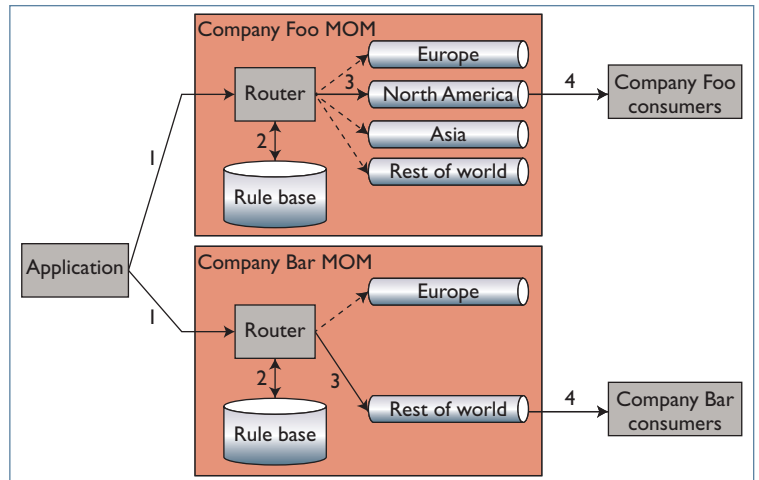 Company Foo MOM
Europe
Router
3
North America
4
Company Foo
consumers
1
2
Asia
Rest of world
Rule base
Application
Company Bar MOM
Europe
1
Router
2
3
Rest of world
4
Company Bar
consumers
Rule base